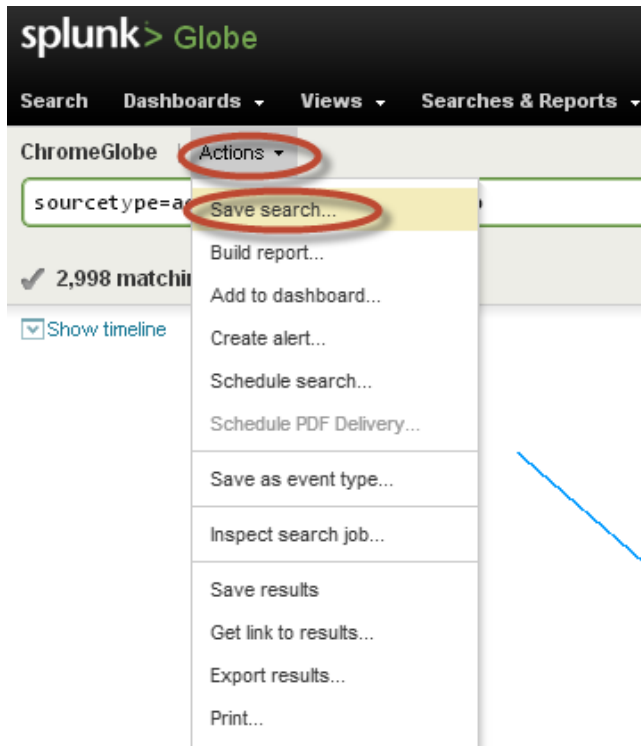 splunk> Globe
Search Dashboards Views Searches & Reports
ChromeGlobe Actions
Save search...
2,998
Build report...
Add to dashboard...
Show timeline
Create alert...
Schedule search...
Schedule PDF Delivery...
Save as event type...
Inspect search job...
Save results
Get link to results...
Export results...
Print...